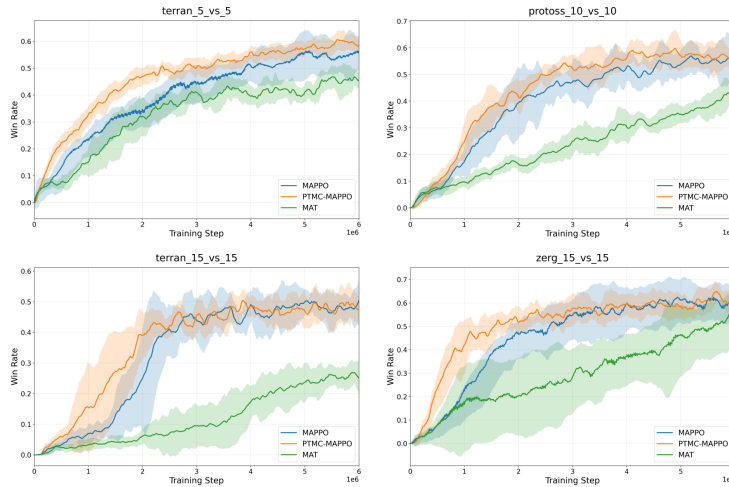 terran_5_vs_5
Win Rate
0.6
0.5
0.4
0.3
0.2
0.1
0.0
MAPPO
PTMC-MAPPO
MAT
0 1 2 3 4 5 6
1e6
Training Step
protoss_10_vs_10
Win Rate
0.7
0.6
0.5
0.4
0.3
0.2
0.1
0.0
MAPPO
PTMC-MAPPO
MAT
0 1 2 3 4 5
1e6
Training Step
terran_15_vs_15
Win Rate
0.6
0.5
0.4
0.3
0.2
0.1
0.0
MAPPO
PTMC-MAPPO
MAT
0 1 2 3 4 5 6
1e6
Training Step
zerg_15_vs_15
Win Rate
0.7
0.6
0.5
0.4
0.3
0.2
0.1
0.0
MAPPO
PTMC-MAPPO
MAT
0 1 2 3 4 5
1e6
Training Step